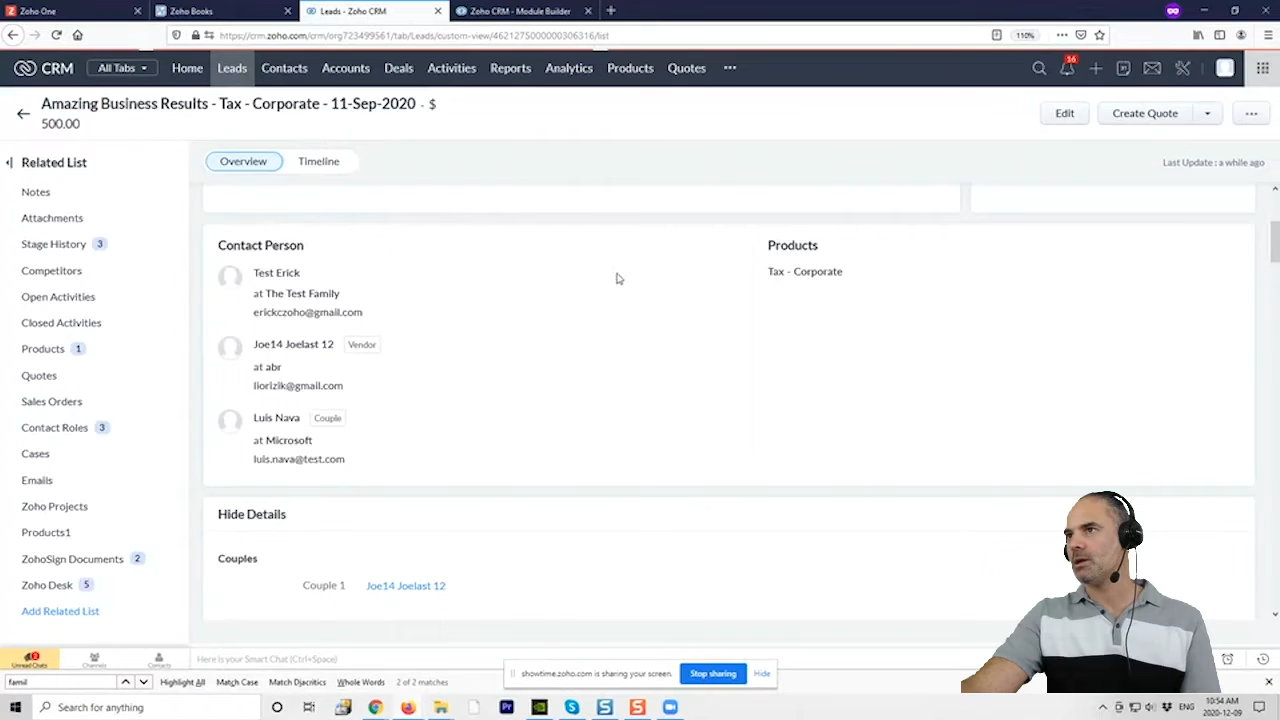 Zoho One
Zoho Books
Leads - Zoho CRM
Zoho CRM - Module Builder
https://crm.zoho.com/crm/org723499561/tab/Leads/custom-view/4621275000000306316/list
110%
CRM
All Tabs
Home
Leads
Contacts
Accounts
Deals
Activities
Reports
Analytics
Products
Quotes
16
Amazing Business Results - Tax - Corporate - 11-Sep-2020 - $
500.00
Edit
Create Quote
Related List
Overview
Timeline
Last Update : a while ago
Notes
Attachments
Stage History 3
Competitors
Open Activities
Closed Activities
Products 1
Quotes
Sales Orders
Contact Roles 3
Cases
Emails
Zoho Projects
Products1
ZohoSign Documents 2
Zoho Desk 5
Add Related List
Contact Person
Test Erick
at The Test Family
erickczoho@gmail.com
Joe14 Joelast 12 Vendor
at abr
liorizik@gmail.com
Luis Nava Couple
at Microsoft
luis.nava@test.com
Products
Tax - Corporate
Hide Details
Couples
Couple 1 Joe14 Joelast 12
2
Unread Chats
Channels
Contacts
Here is your Smart Chat (Ctrl+Space)
showtime.zoho.com is sharing your screen.
Stop sharing
Hide
famil
Highlight All
Match Case
Match Diacritics
Whole Words
2 of 2 matches
Search for anything
ENG
10:54 AM
2020-12-09